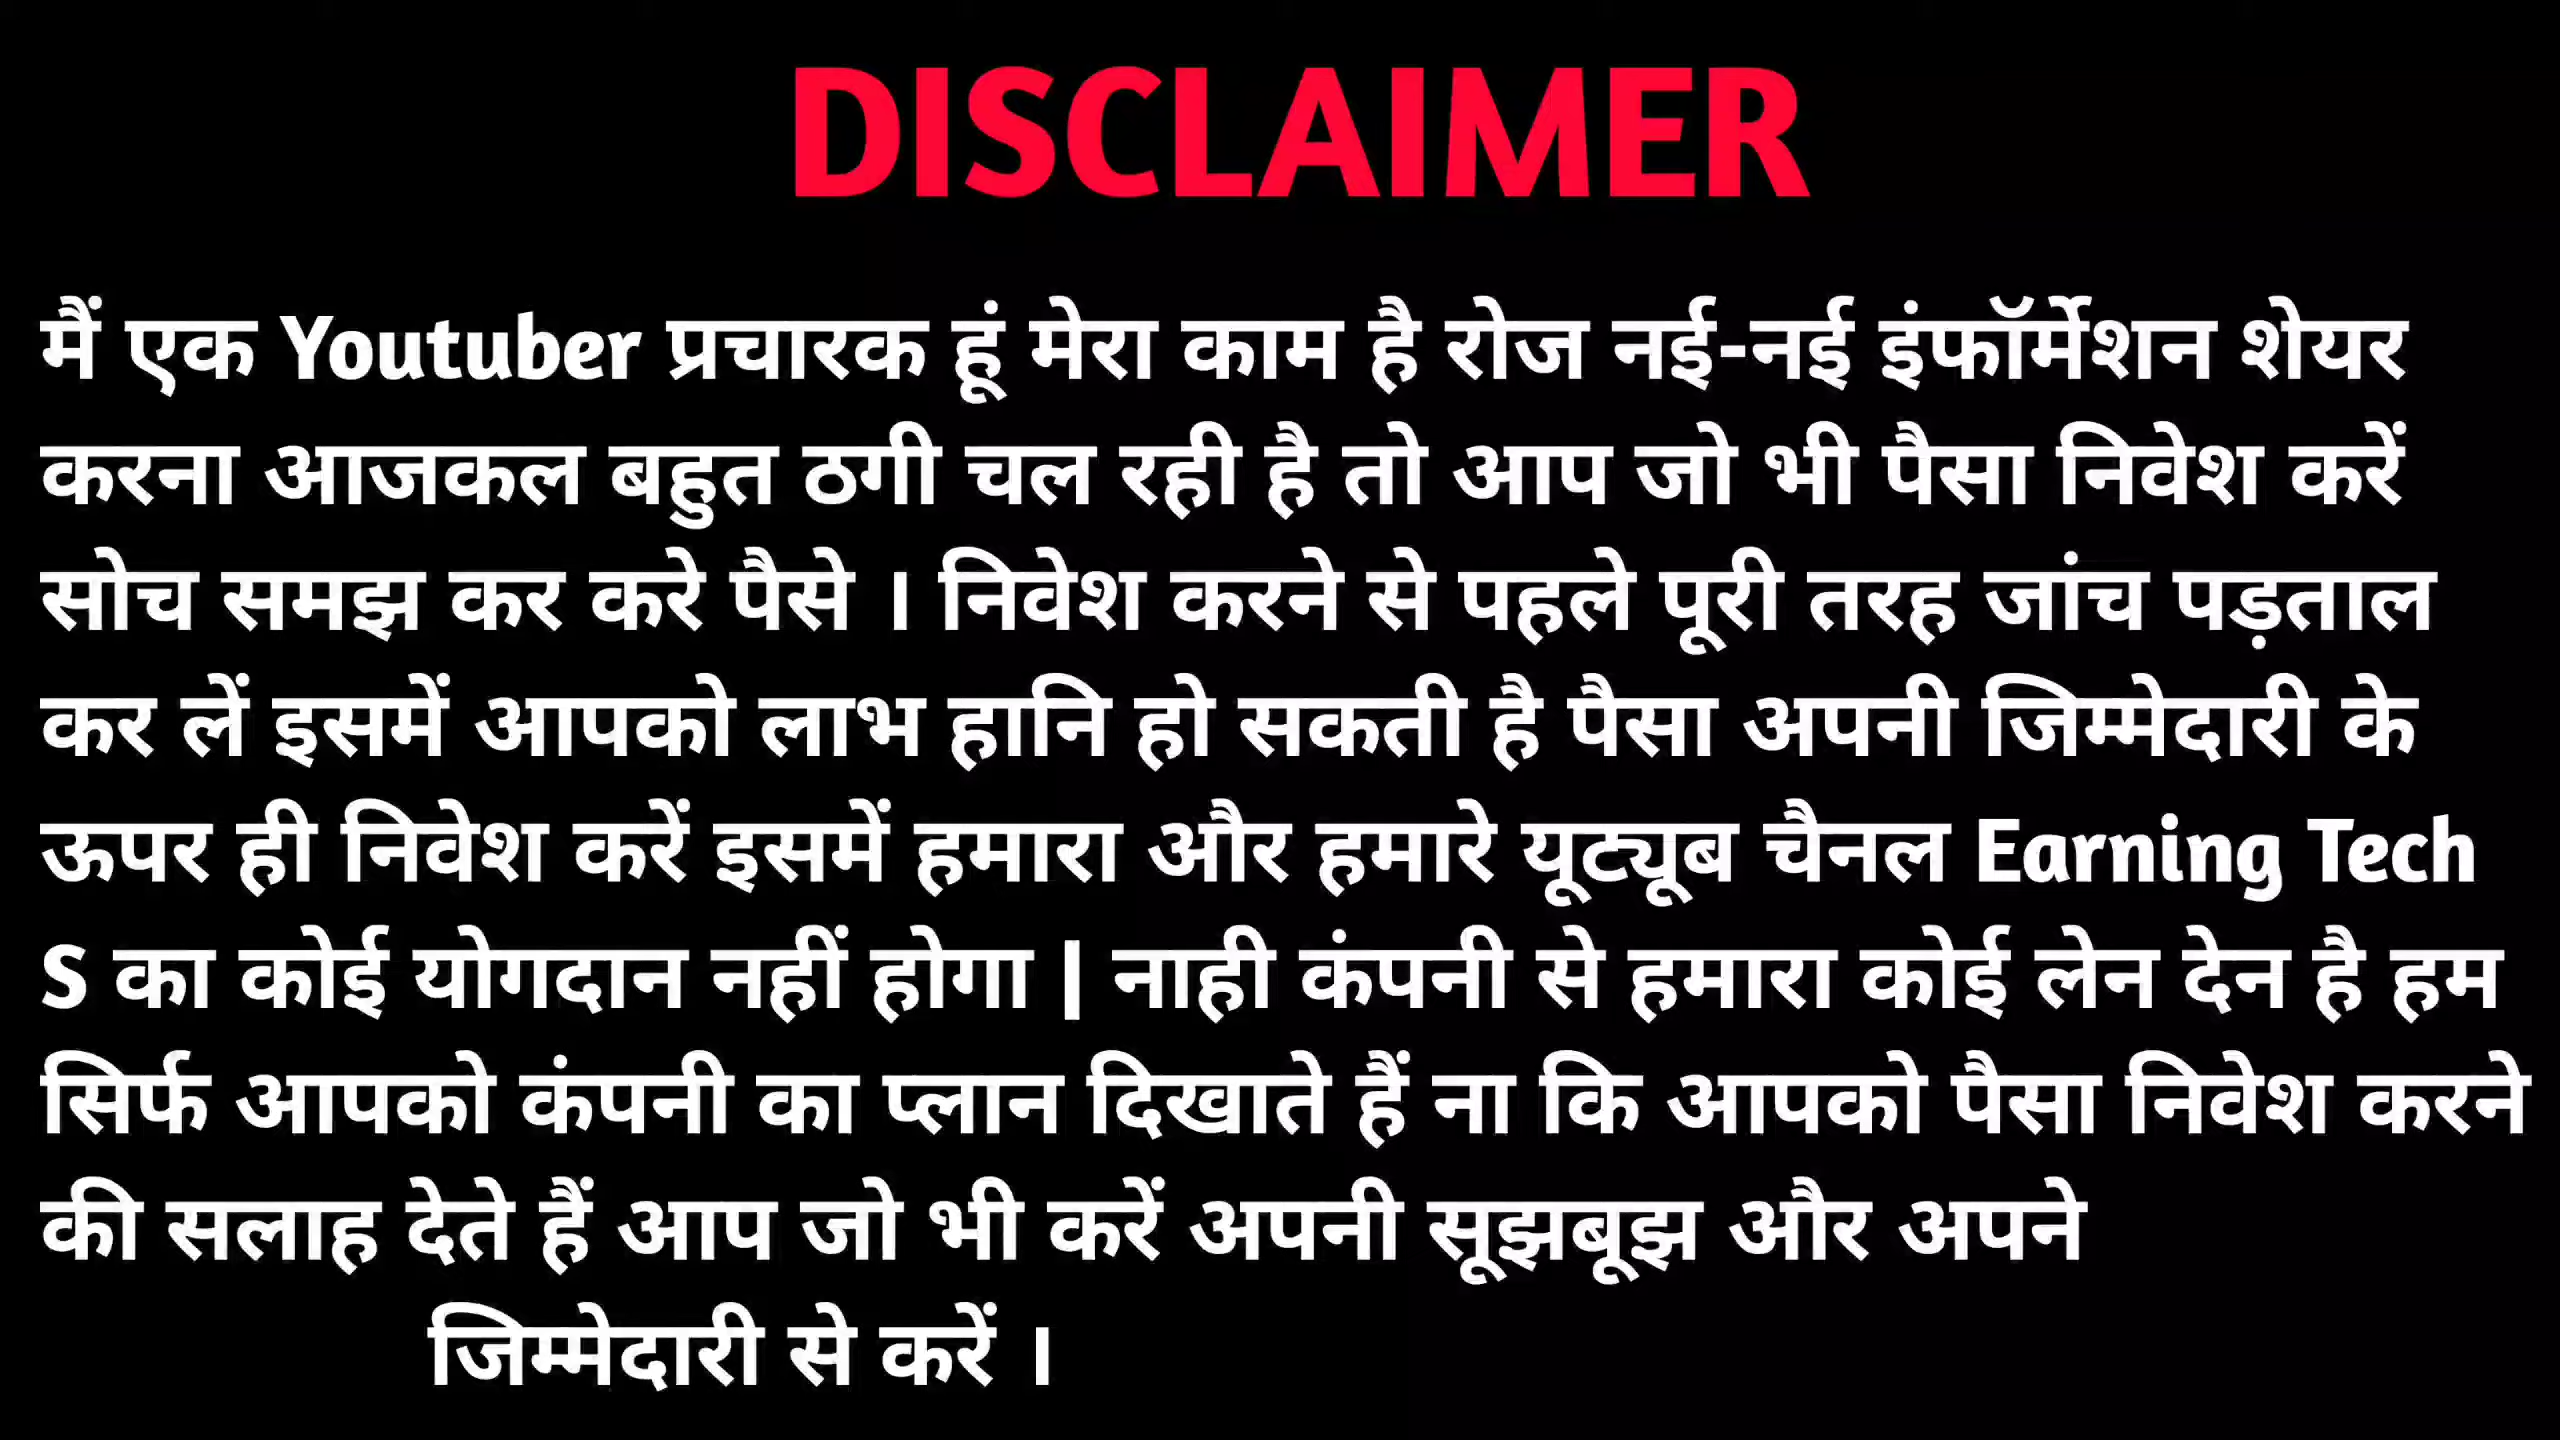 DISCLAIMER
मैं एक Youtuber प्रचारक हूं मेरा काम है रोज नई-नई इंफॉर्मेशन शेयर
करना आजकल बहुत ठगी चल रही है तो आप जो भी पैसा निवेश करें
सोच समझ कर करे पैसे । निवेश करने से पहले पूरी तरह जांच पड़ताल
कर लें इसमें आपको लाभ हानि हो सकती है पैसा अपनी जिम्मेदारी के
ऊपर ही निवेश करें इसमें हमारा और हमारे यूट्यूब चैनल Earning Tech
S का कोई योगदान नहीं होगा | नाही कंपनी से हमारा कोई लेन देन है हम
सिर्फ आपको कंपनी का प्लान दिखाते हैं ना कि आपको पैसा निवेश करने
की सलाह देते हैं आप जो भी करें अपनी सूझबूझ और अपने
जिम्मेदारी से करें ।